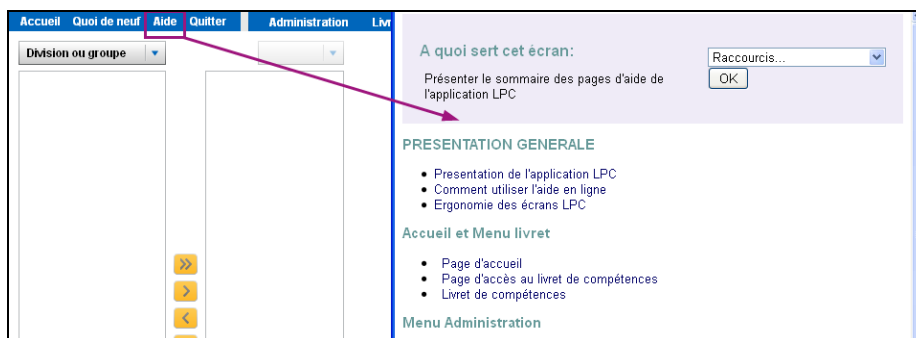 Accueil Quoi de neuf Aide Quitter Administration
Division ou groupe
A quoi sert cet écran:
Raccourcis...
Présenter le sommaire des pages d'aide de
l'application LPC
OK
PRESENTATION GENERALE
• Presentation de l'application LPC
• Comment utiliser l'aide en ligne
• Ergonomie des écrans LPC
Accueil et Menu livret
• Page d'accueil
• Page d'accès au livret de compétences
• Livret de compétences
Menu Administration